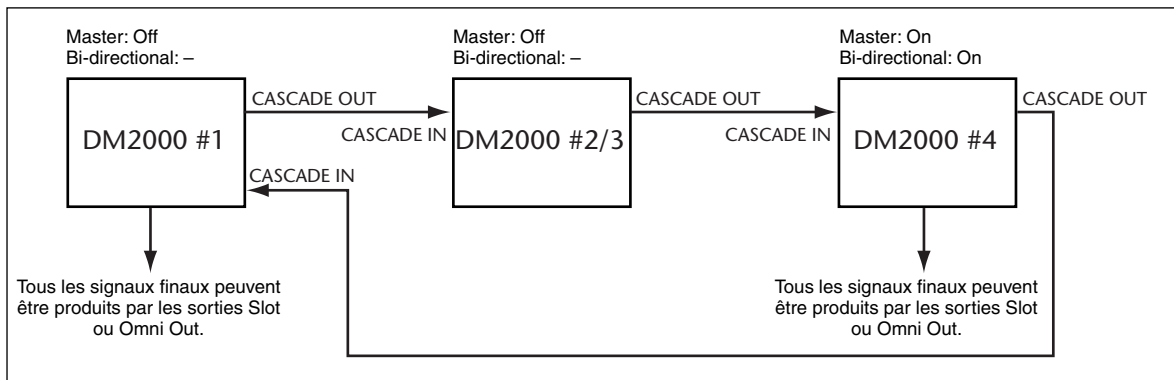 Master: Off
Bi-directional: –
Master: Off
Bi-directional: –
Master: On
Bi-directional: On
CASCADE OUT
CASCADE OUT
CASCADE OUT
CASCADE IN
CASCADE IN
DM2000 #1
DM2000 #2/3
DM2000 #4
CASCADE IN
Tous les signaux finaux peuvent
être produits par les sorties Slot
ou Omni Out.
Tous les signaux finaux peuvent
être produits par les sorties Slot
ou Omni Out.